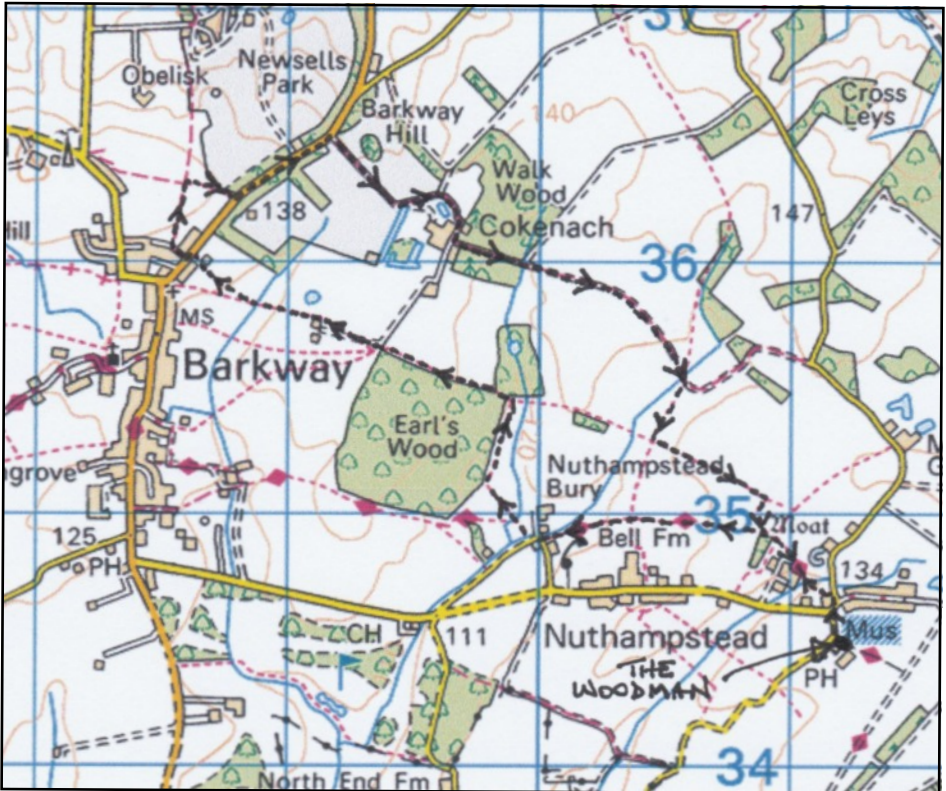 37
Obelisk
Newsells
Park
Barkway
Hill
140
Cross
Leys
Walk
Wood
138
147
Cokenach
36
MS
Barkway
Earl's
Wood
Nuthampstead
Bury
35
Moat
125
Bell Fm
134
PH
CH
111
Nuthampstead
Mus
THE
WOODMAN
PH
34
North End Fm